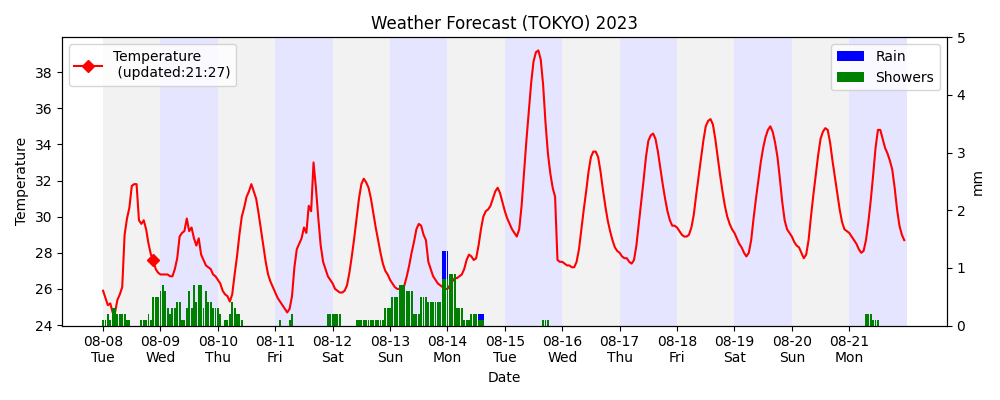 Weather Forecast (TOKYO) 2023
Temperature
(updated:21:27)
Rain
Showers
Temperature
38
36
34
32
30
28
26
24
5
4
3
2
1
0
mm
08-08 08-09 08-10 08-11 08-12 08-13 08-14 08-15 08-16 08-17 08-18 08-19 08-20 08-21
Tue Wed Thu Fri Sat Sun Mon Tue Wed Thu Fri Sat Sun Mon
Date